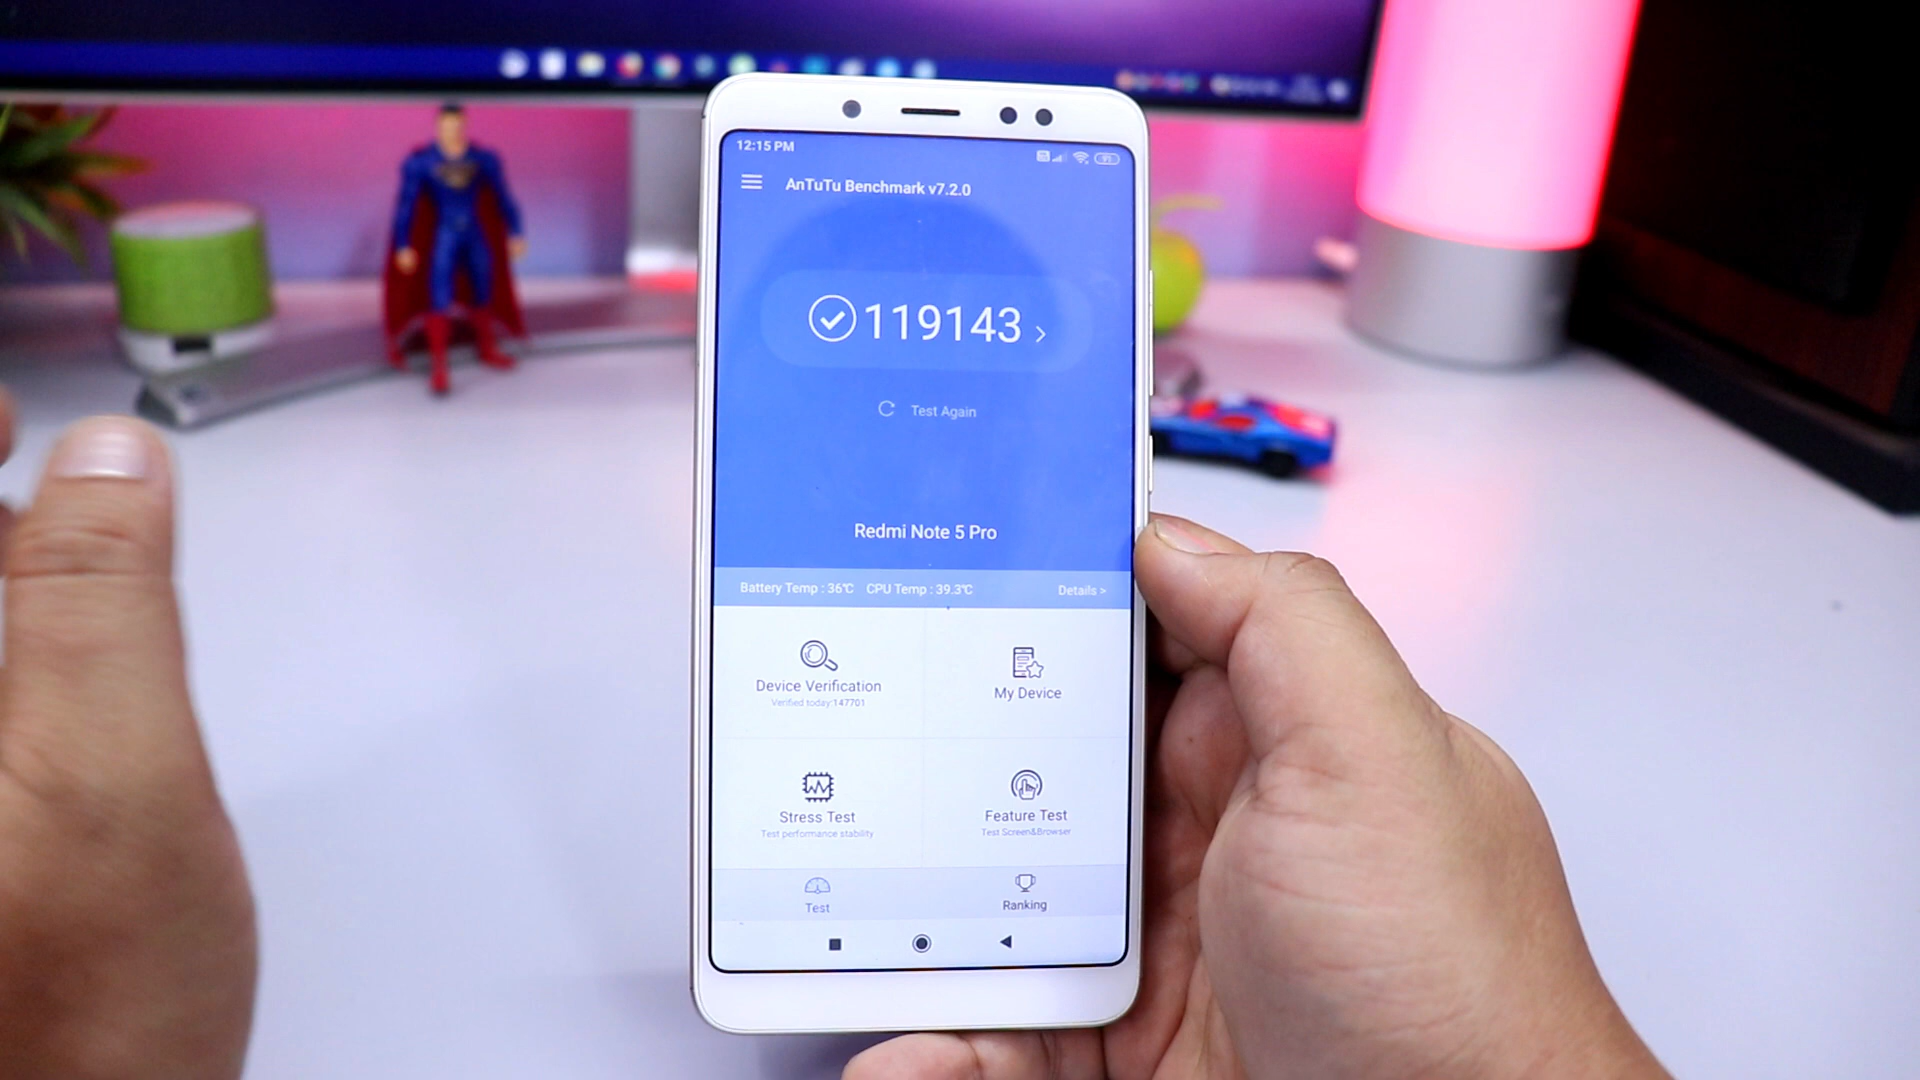 12:15 PM
91
AnTuTu Benchmark v7.2.0
119143
Test Again
Redmi Note 5 Pro
Battery Temp : 36℃ CPU Temp : 39.3℃ Details >
Device Verification
Verified today:147701
My Device
Stress Test
Test performance stability
Feature Test
Test Screen&Browser
Test
Ranking